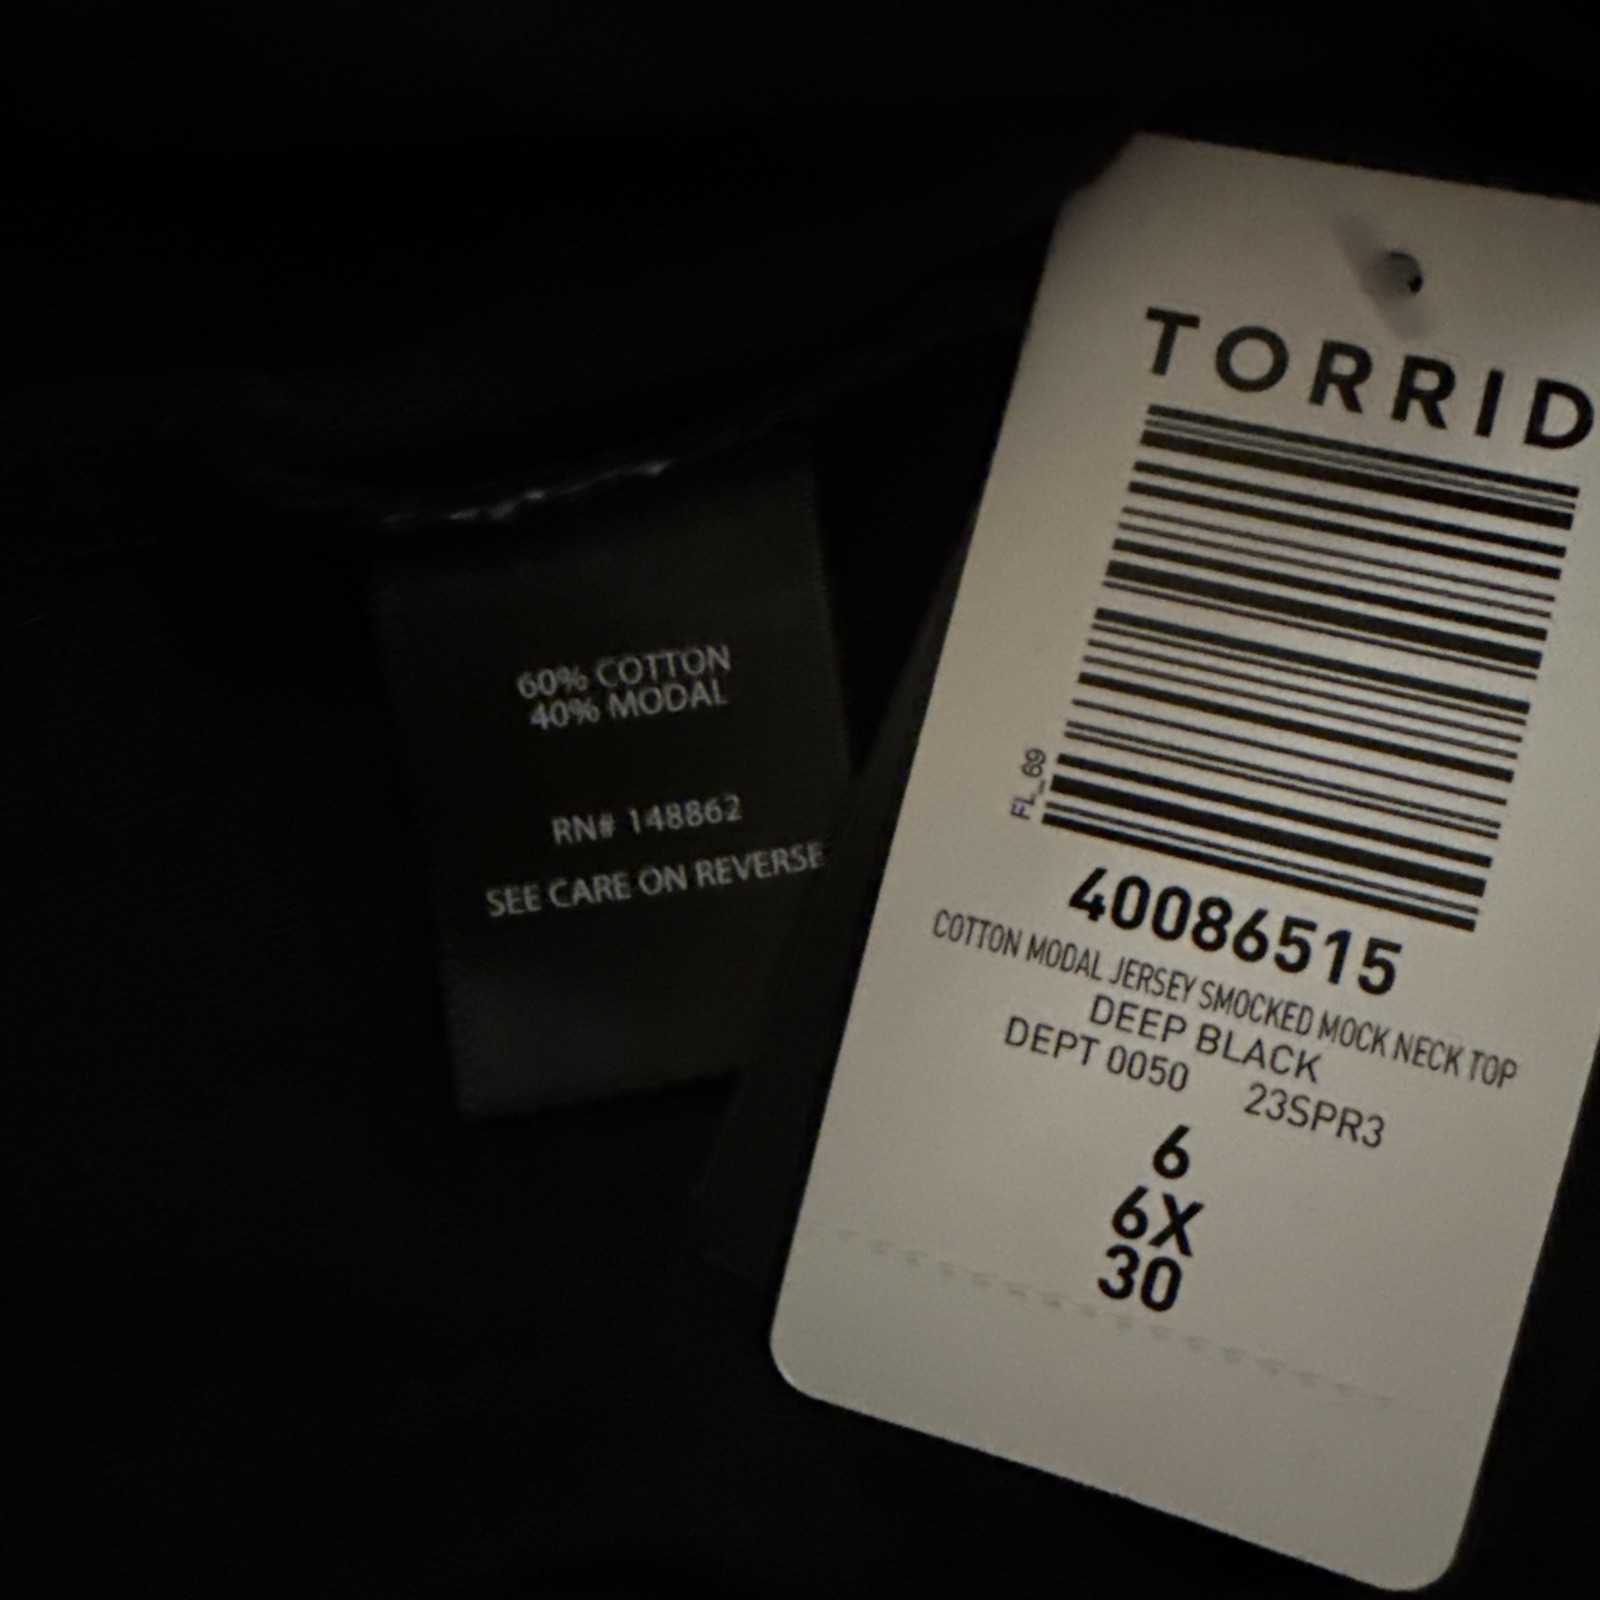 60% COTTON
40% MODAL
RN# 148862
SEE CARE ON REVERSE
TORRID
FL_69
40086515
COTTON MODAL JERSEY SMOCKED MOCK NECK TOP
DEEP BLACK
DEPT 0050 23SPR3
6
6X
30